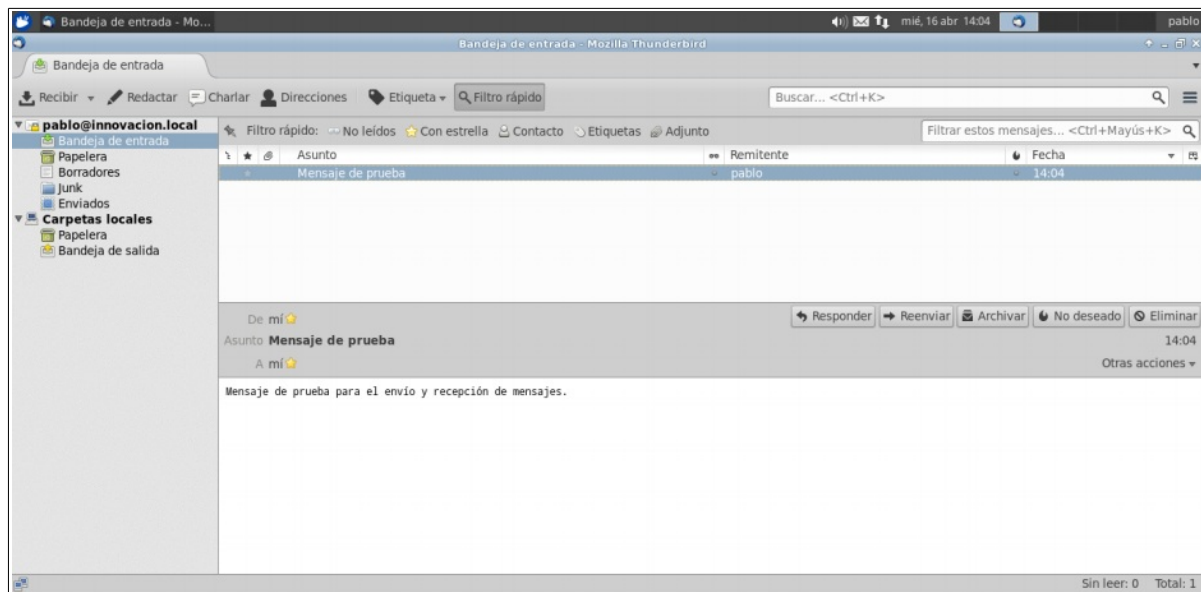 Bandeja de entrada - Mo... mié, 16 abr 14:04 pablo
Bandeja de entrada - Mozilla Thunderbird
Bandeja de entrada
Recibir Redactar Charlar Direcciones Etiqueta Filtro rápido Buscar... <Ctrl+K>
pablo@innovacion.local
Bandeja de entrada
Papelera
Borradores
Junk
Enviados
Carpetas locales
Papelera
Bandeja de salida
Filtro rápido: No leídos Con estrella Contacto Etiquetas Adjunto Filtrar estos mensajes... <Ctrl+Mayús+K>
Asunto Remitente Fecha
Mensaje de prueba pablo 14:04
De mí Responder Reenviar Archivar No deseado Eliminar
Asunto Mensaje de prueba 14:04
A mí Otras acciones
Mensaje de prueba para el envío y recepción de mensajes.
Sin leer: 0 Total: 1